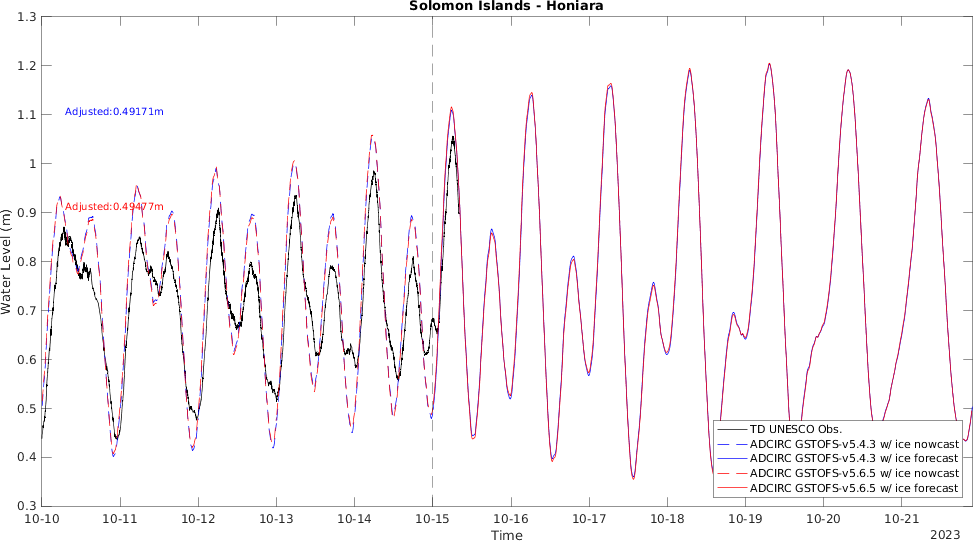 Solomon Islands - Honiara
1.3
1.2
1.1
1
0.9
0.8
0.7
0.6
0.5
0.4
0.3
Water Level (m)
Adjusted:0.49171m
Adjusted:0.49477m
TD UNESCO Obs.
ADCIRC GSTOFS-v5.4.3 w/ ice nowcast
ADCIRC GSTOFS-v5.4.3 w/ ice forecast
ADCIRC GSTOFS-v5.6.5 w/ ice nowcast
ADCIRC GSTOFS-v5.6.5 w/ ice forecast
10-10 10-11 10-12 10-13 10-14 10-15 10-16 10-17 10-18 10-19 10-20 10-21
Time
2023